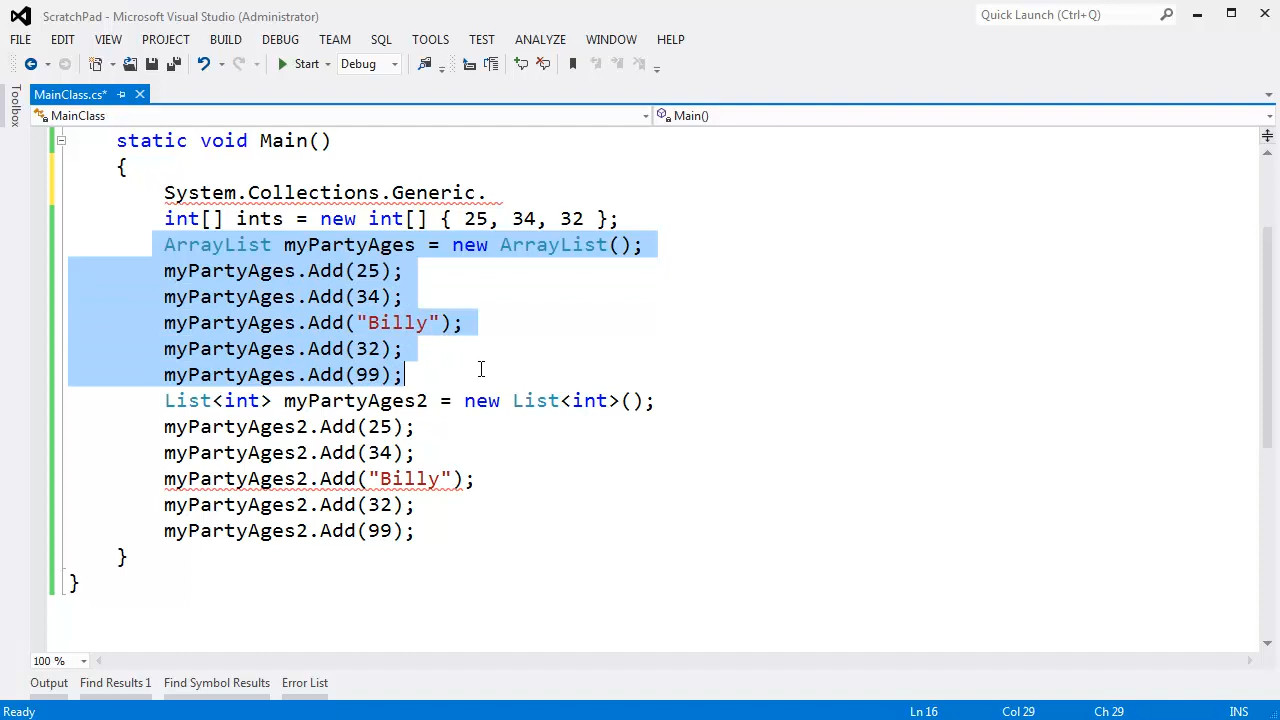 ScratchPad - Microsoft Visual Studio (Administrator)
Quick Launch (Ctrl+Q)
FILE EDIT VIEW PROJECT BUILD DEBUG TEAM SQL TOOLS TEST ANALYZE WINDOW HELP
Start Debug
Toolbox
MainClass.cs*
MainClass Main()
static void Main()
{
System.Collections.Generic.
int[] ints = new int[] { 25, 34, 32 };
ArrayList myPartyAges = new ArrayList();
myPartyAges.Add(25);
myPartyAges.Add(34);
myPartyAges.Add("Billy");
myPartyAges.Add(32);
myPartyAges.Add(99);
List<int> myPartyAges2 = new List<int>();
myPartyAges2.Add(25);
myPartyAges2.Add(34);
myPartyAges2.Add("Billy");
myPartyAges2.Add(32);
myPartyAges2.Add(99);
}
}
100 %
Output Find Results 1 Find Symbol Results Error List
Ready Ln 16 Col 29 Ch 29 INS